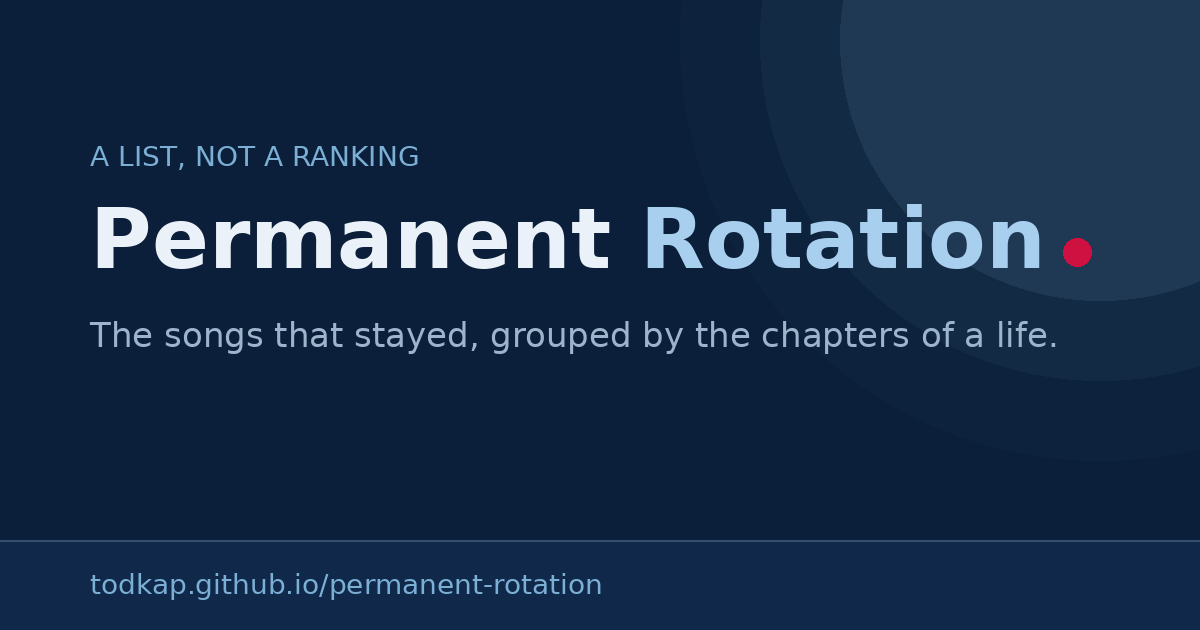 A LIST, NOT A RANKING
Permanent Rotation
The songs that stayed, grouped by the chapters of a life.
todkap.github.io/permanent-rotation